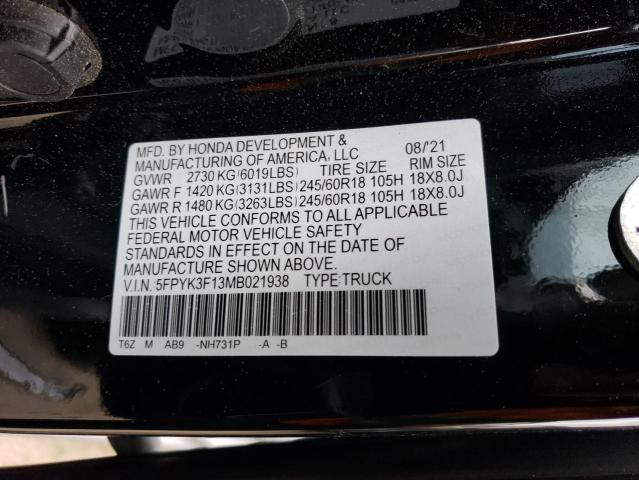 MFD. BY HONDA DEVELOPMENT &
MANUFACTURING OF AMERICA, LLC 08/'21
GVWR 2730 KG(6019LBS) TIRE SIZE RIM SIZE
GAWR F 1420 KG(3131LBS)245/60R18 105H 18X8.0J
GAWR R 1480 KG(3263LBS)245/60R18 105H 18X8.0J
THIS VEHICLE CONFORMS TO ALL APPLICABLE
FEDERAL MOTOR VEHICLE SAFETY
STANDARDS IN EFFECT ON THE DATE OF
MANUFACTURE SHOWN ABOVE.
V.I.N.:5FPYK3F13MB021938 TYPE:TRUCK
T6Z M AB9 -NH731P -A -B